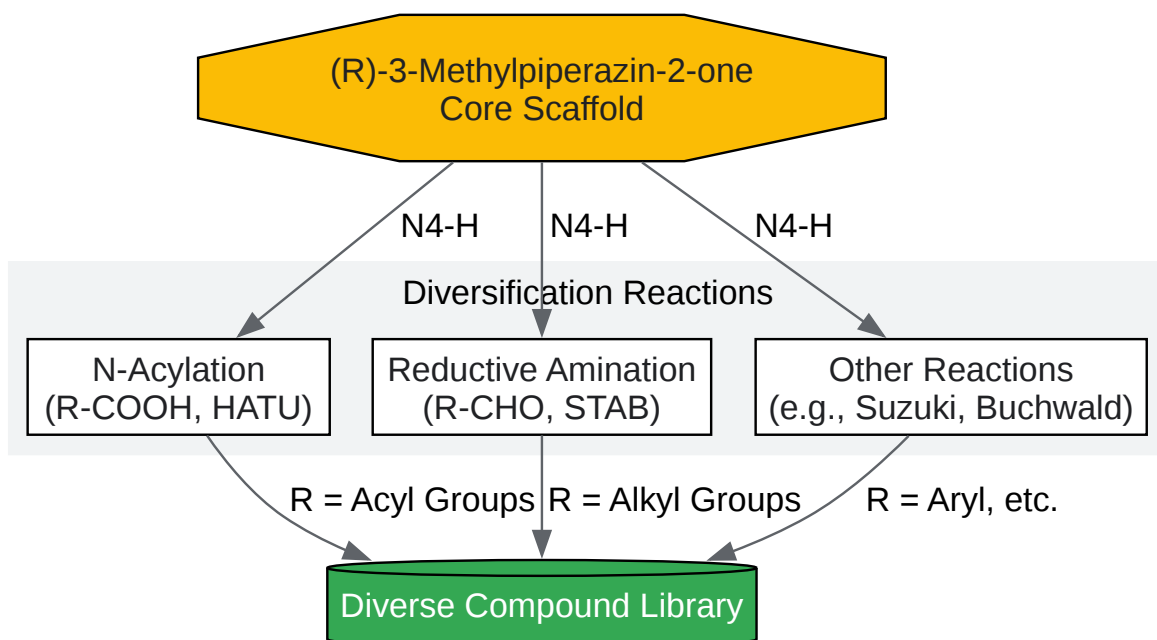 (R)-3-Methylpiperazin-2-one
Core Scaffold
N4-H
N4-H
N4-H
Diversification Reactions
N-Acylation
(R-COOH, HATU)
Reductive Amination
(R-CHO, STAB)
Other Reactions
(e.g., Suzuki, Buchwald)
R = Acyl Groups
R = Alkyl Groups
R = Aryl, etc.
Diverse Compound Library